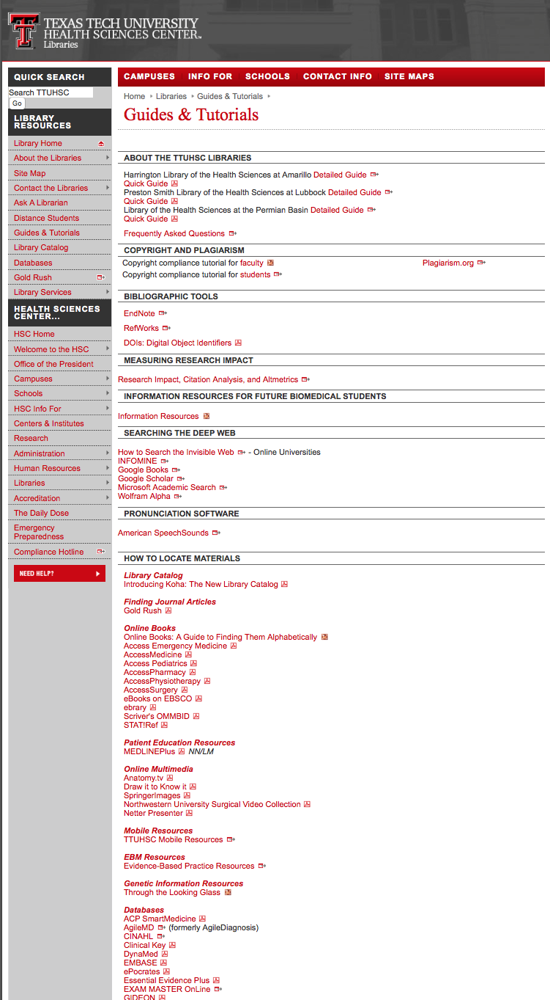 TEXAS TECH UNIVERSITY
HEALTH SCIENCES CENTER™
Libraries
QUICK SEARCH
Search TTUHSC
Go
LIBRARY
RESOURCES
Library Home
About the Libraries
Site Map
Contact the Libraries
Ask A Librarian
Distance Students
Guides & Tutorials
Library Catalog
Databases
Gold Rush
Library Services
HEALTH SCIENCES
CENTER...
HSC Home
Welcome to the HSC
Office of the President
Campuses
Schools
HSC Info For
Centers & Institutes
Research
Administration
Human Resources
Libraries
Accreditation
The Daily Dose
Emergency
Preparedness
Compliance Hotline
NEED HELP?
CAMPUSES INFO FOR SCHOOLS CONTACT INFO SITE MAPS
Home Libraries Guides & Tutorials
Guides & Tutorials
ABOUT THE TTUHSC LIBRARIES
Harrington Library of the Health Sciences at Amarillo Detailed Guide
Quick Guide
Preston Smith Library of the Health Sciences at Lubbock Detailed Guide
Quick Guide
Library of the Health Sciences at the Permian Basin Detailed Guide
Quick Guide
Frequently Asked Questions
COPYRIGHT AND PLAGIARISM
Copyright compliance tutorial for faculty Plagiarism.org
Copyright compliance tutorial for students
BIBLIOGRAPHIC TOOLS
EndNote
RefWorks
DOIs: Digital Object Identifiers
MEASURING RESEARCH IMPACT
Research Impact, Citation Analysis, and Altmetrics
INFORMATION RESOURCES FOR FUTURE BIOMEDICAL STUDENTS
Information Resources
SEARCHING THE DEEP WEB
How to Search the Invisible Web - Online Universities
INFOMINE
Google Books
Google Scholar
Microsoft Academic Search
Wolfram Alpha
PRONUNCIATION SOFTWARE
American SpeechSounds
HOW TO LOCATE MATERIALS
Library Catalog
Introducing Koha: The New Library Catalog
Finding Journal Articles
Gold Rush
Online Books
Online Books: A Guide to Finding Them Alphabetically
Access Emergency Medicine
AccessMedicine
Access Pediatrics
AccessPharmacy
AccessPhysiotherapy
AccessSurgery
eBooks on EBSCO
ebrary
Scriver's OMMBID
STAT!Ref
Patient Education Resources
MEDLINEPlus NN/LM
Online Multimedia
Anatomy.tv
Draw it to Know it
SpringerImages
Northwestern University Surgical Video Collection
Netter Presenter
Mobile Resources
TTUHSC Mobile Resources
EBM Resources
Evidence-Based Practice Resources
Genetic Information Resources
Through the Looking Glass
Databases
ACP SmartMedicine
AgileMD (formerly AgileDiagnosis)
CINAHL
Clinical Key
DynaMed
EMBASE
ePocrates
Essential Evidence Plus
EXAM MASTER OnLine
GIDEON